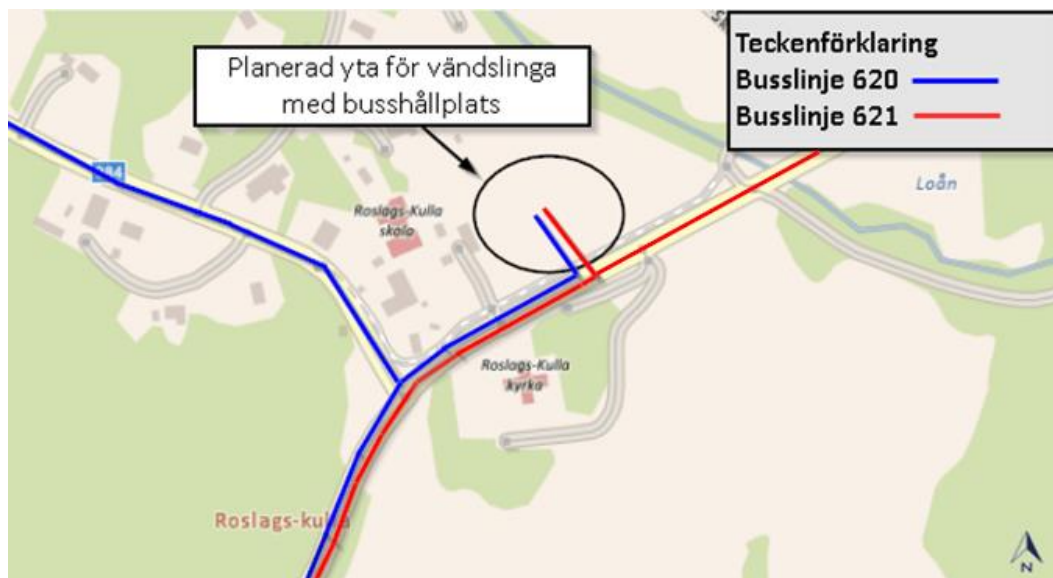 Planerad yta för vändslinga
med busshållplats
Teckenförklaring
Busslinje 620
Busslinje 621
284
Roslags-Kulla
skola
Loån
Roslags-Kulla
kyrka
Roslags-kulla
N